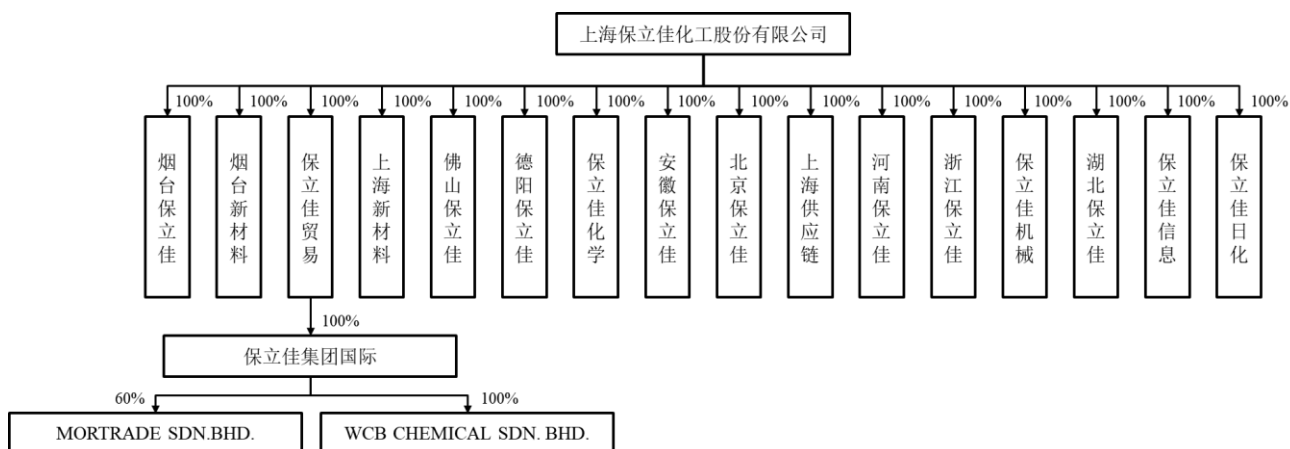 上海保立佳化工股份有限公司
100% 100% 100% 100% 100% 100% 100% 100% 100% 100% 100% 100% 100% 100% 100% 100%
烟台保立佳
烟台新材料
保立佳贸易
上海新材料
佛山保立佳
德阳保立佳
保立佳化学
安徽保立佳
北京保立佳
上海供应链
河南保立佳
浙江保立佳
保立佳机械
湖北保立佳
保立佳信息
保立佳日化
100%
保立佳集团国际
60% 100%
MORTRADE SDN.BHD.
WCB CHEMICAL SDN. BHD.